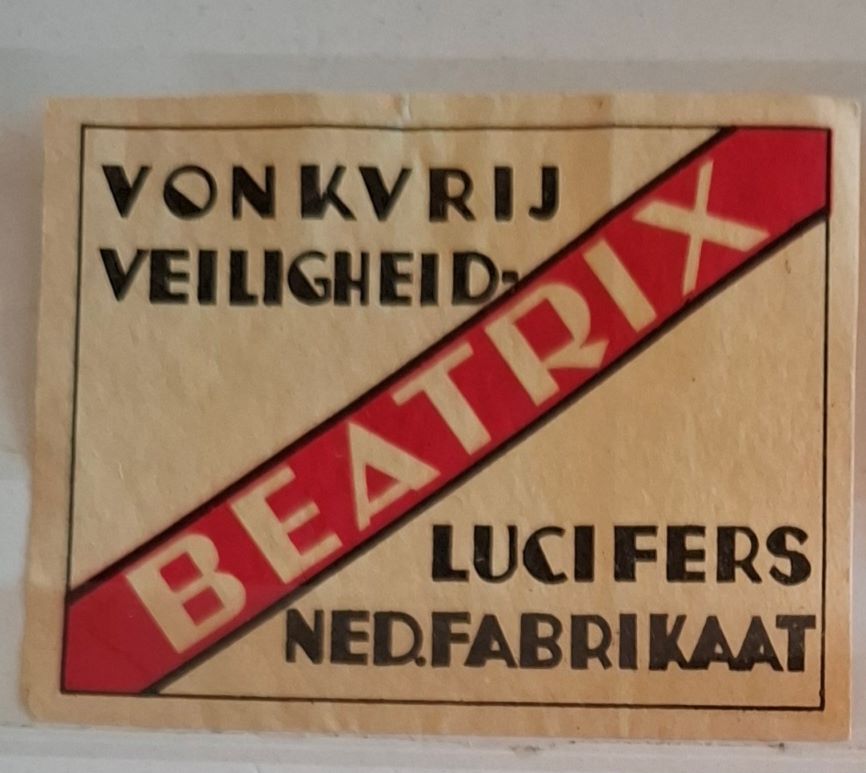 VONKVRIJ
VEILIGHEID-
BEATRIX
LUCIFERS
NED.FABRIKAAT